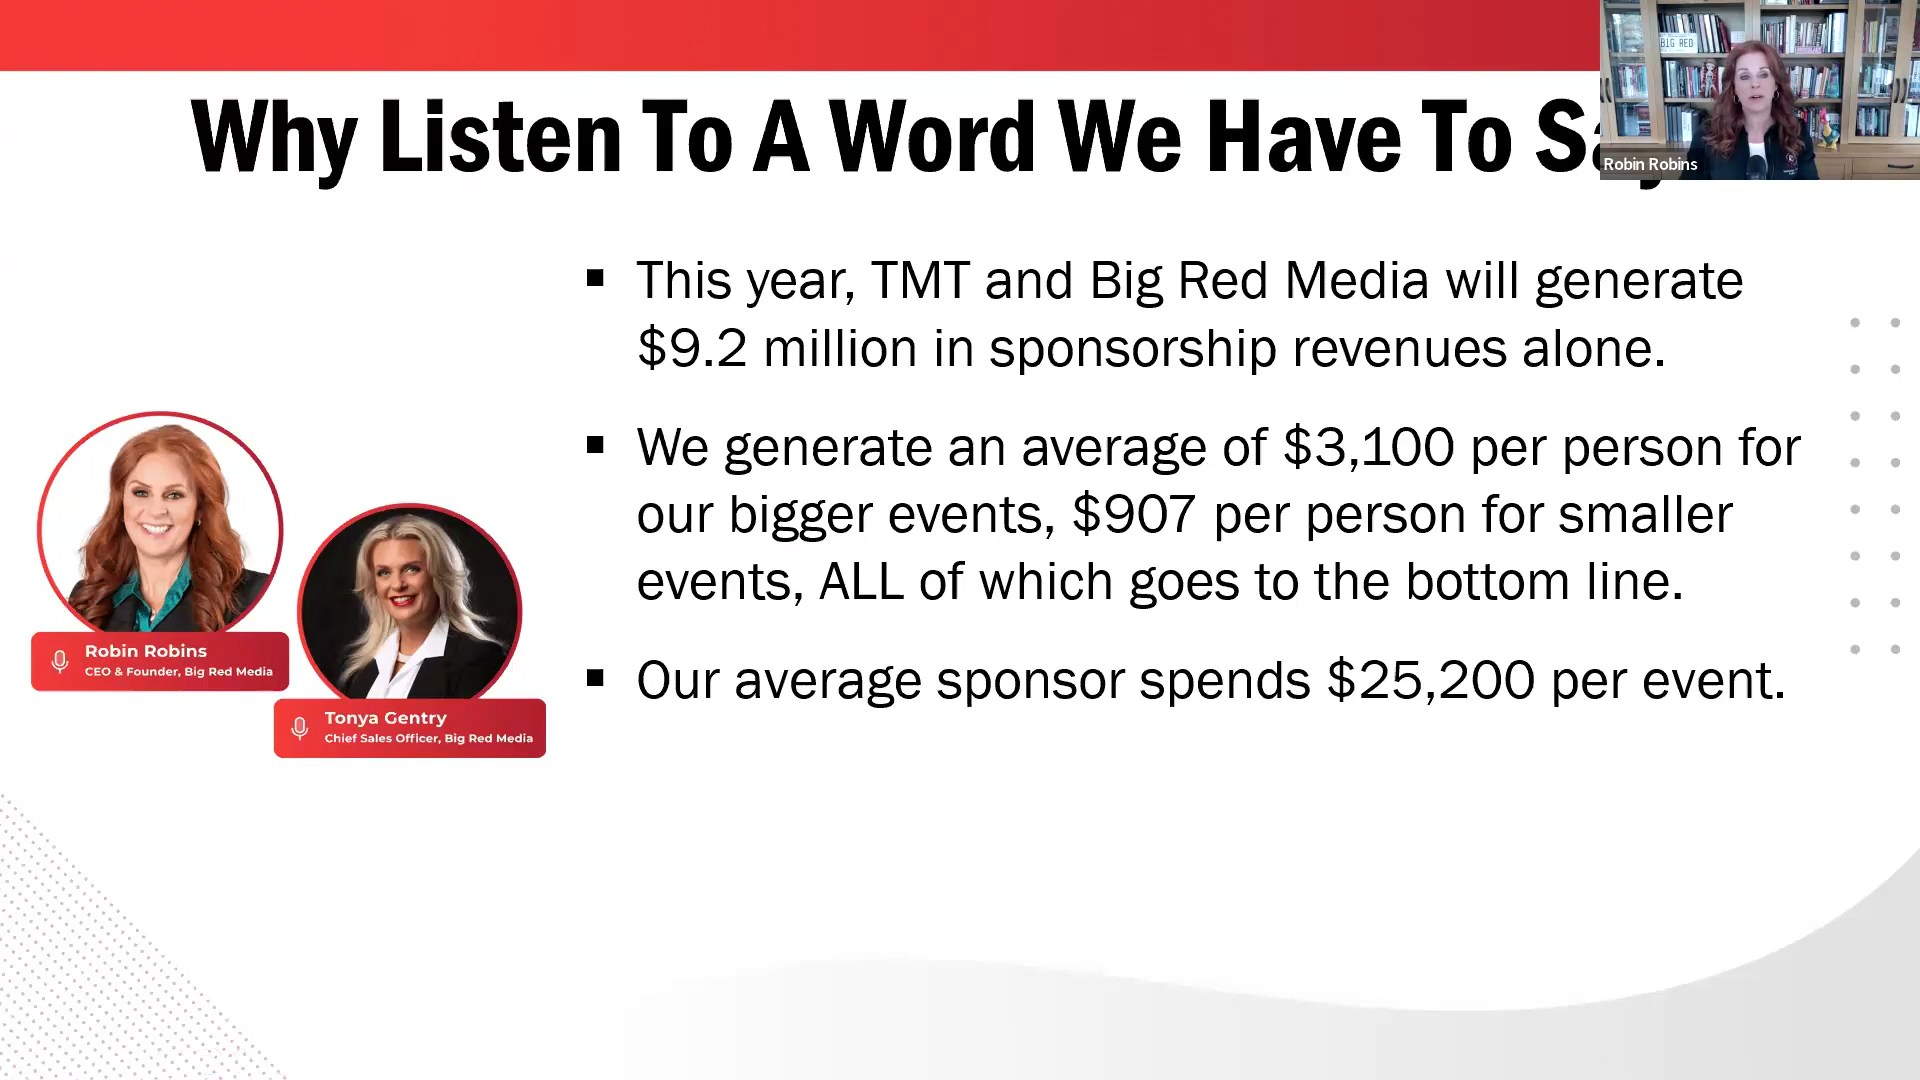 Why Listen To A Word We Have To Say
BIG RED
Robin Robins
▪ This year, TMT and Big Red Media will generate
$9.2 million in sponsorship revenues alone.
▪ We generate an average of $3,100 per person for
our bigger events, $907 per person for smaller
events, ALL of which goes to the bottom line.
▪ Our average sponsor spends $25,200 per event.
Robin Robins
CEO & Founder, Big Red Media
Tonya Gentry
Chief Sales Officer, Big Red Media